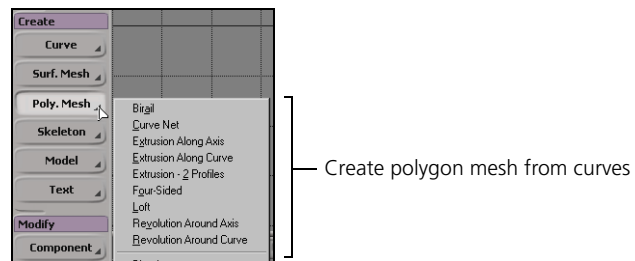 Create
Curve
Surf. Mesh
Poly. Mesh
Skeleton
Model
Text
Modify
Component
Birail
Curve Net
Extrusion Along Axis
Extrusion Along Curve
Extrusion - 2 Profiles
Four-Sided
Loft
Revolution Around Axis
Revolution Around Curve
Create polygon mesh from curves